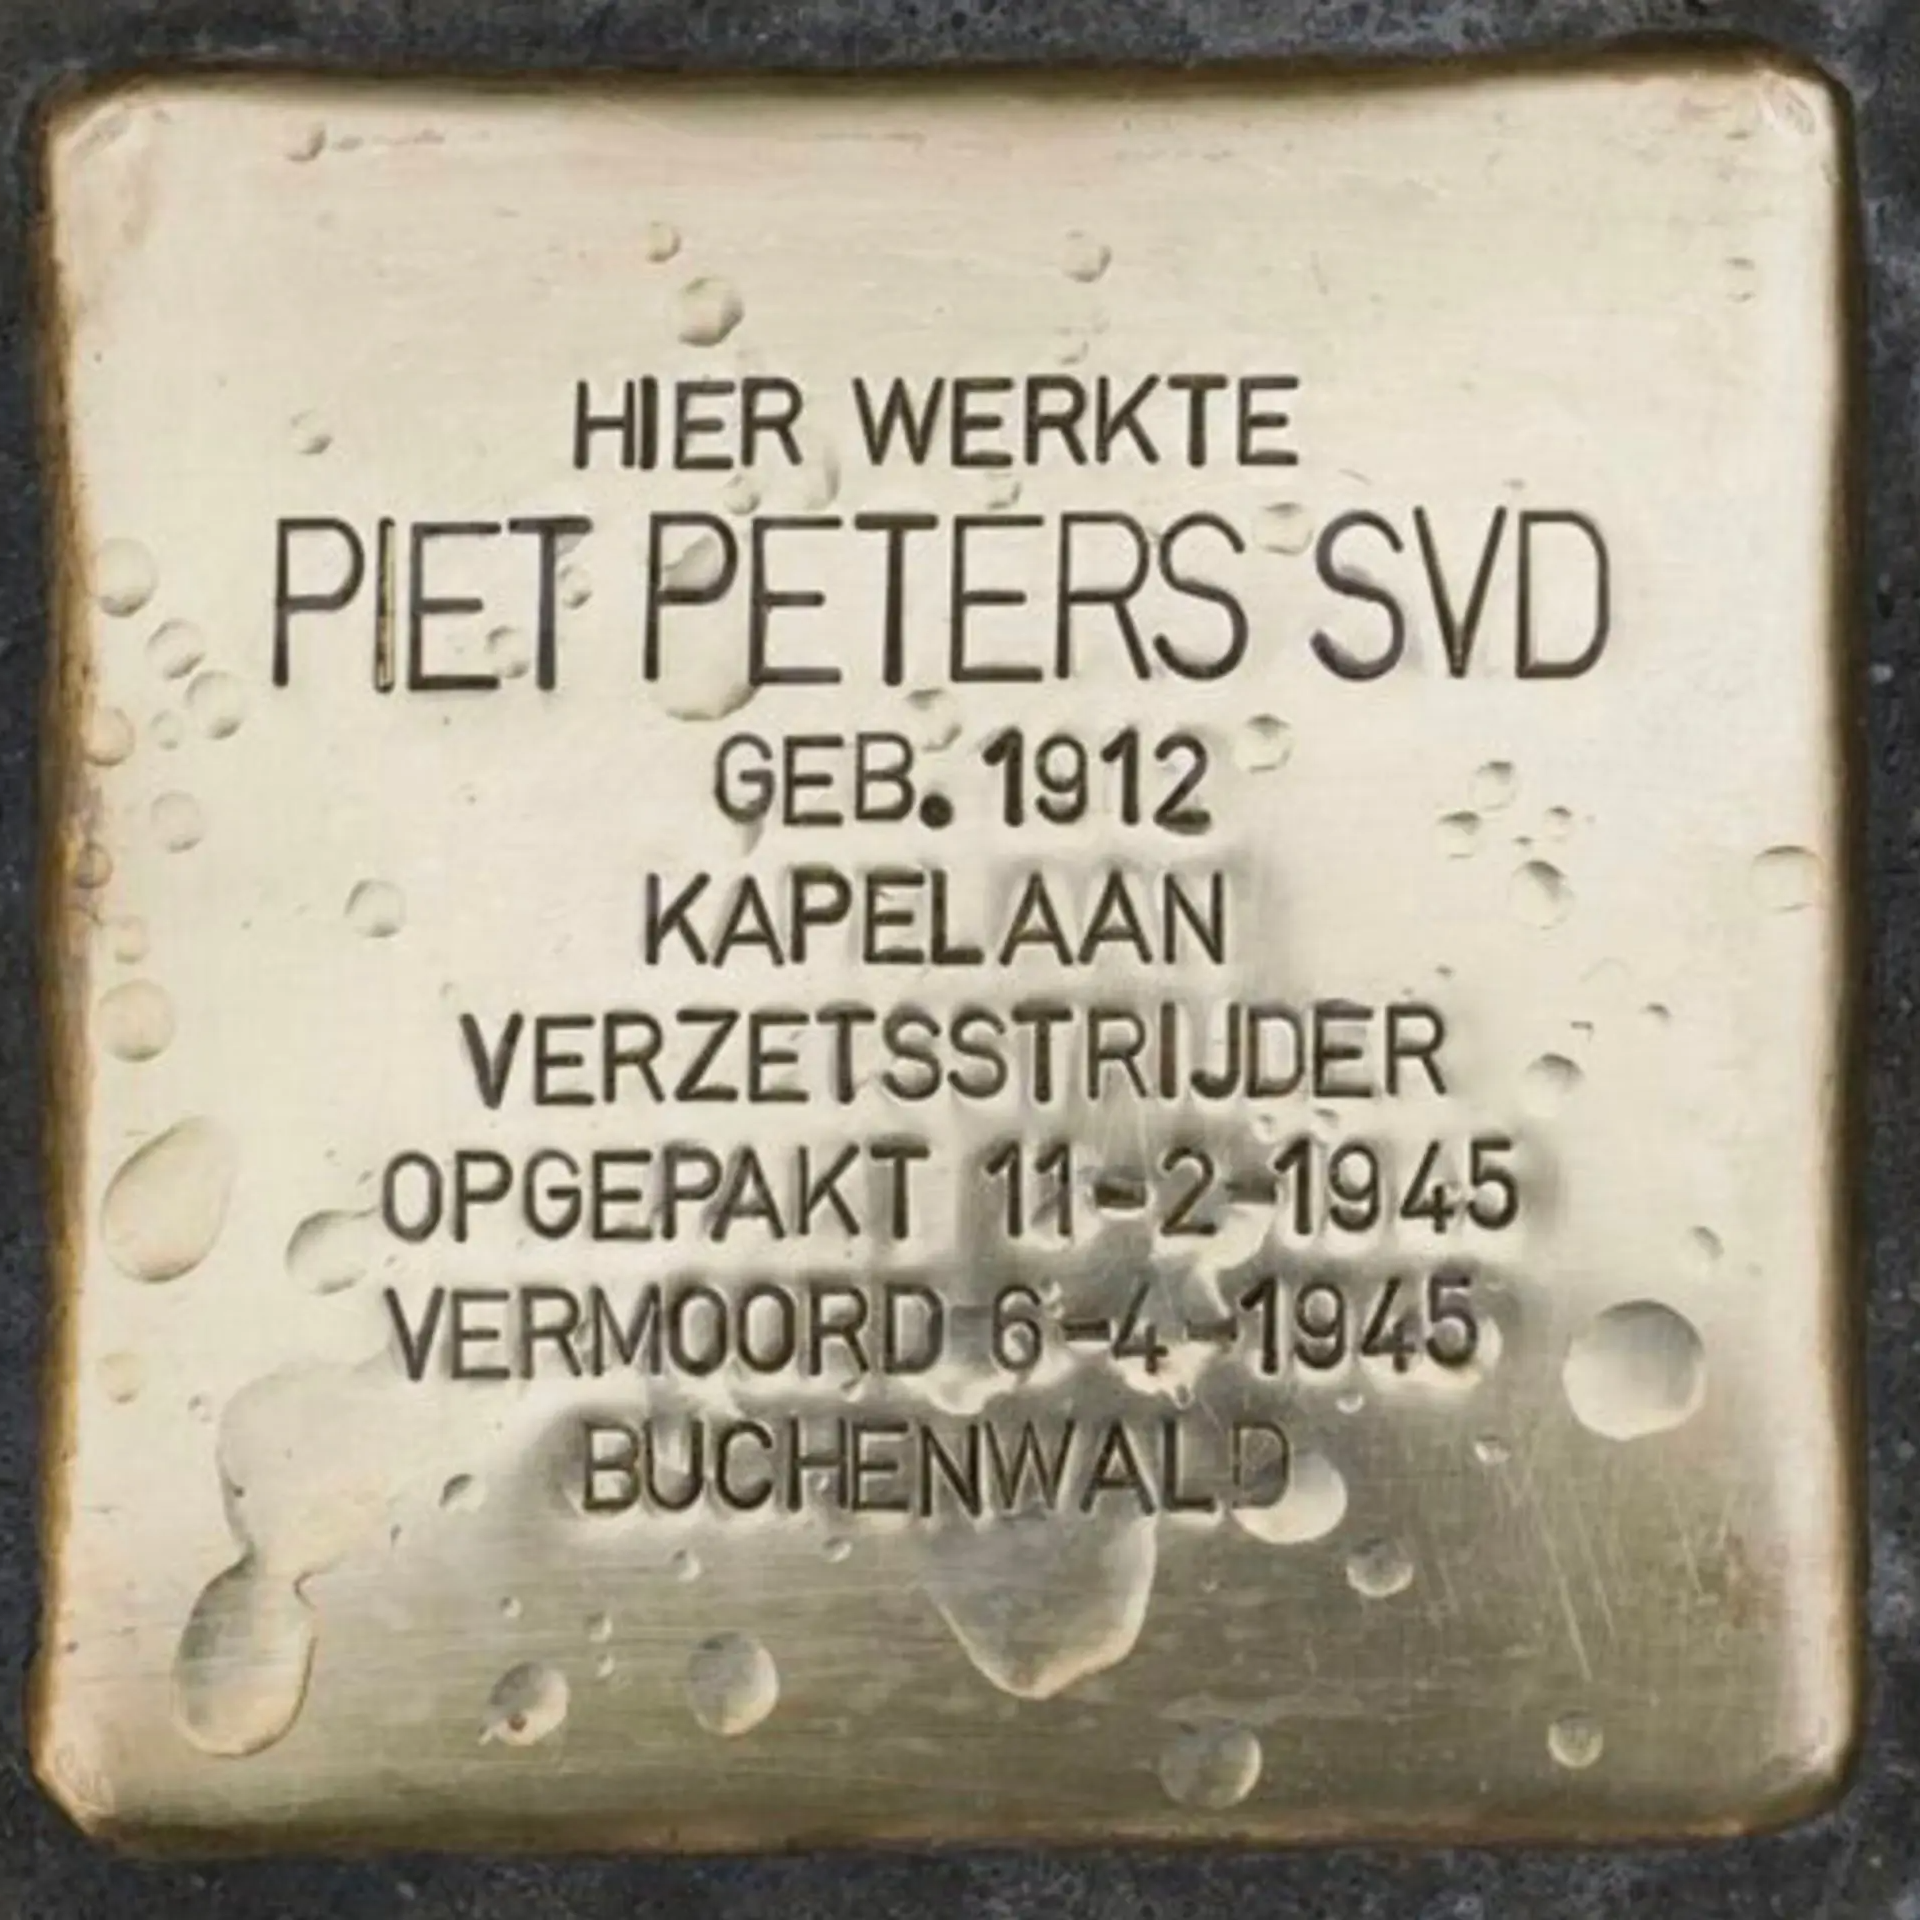 HIER WERKTE
PIET PETERS SVD
GEB. 1912
KAPELAAN
VERZETSSTRIJDER
OPGEPAKT 11-2-1945
VERMOORD 6-4-1945
BUCHENWALD